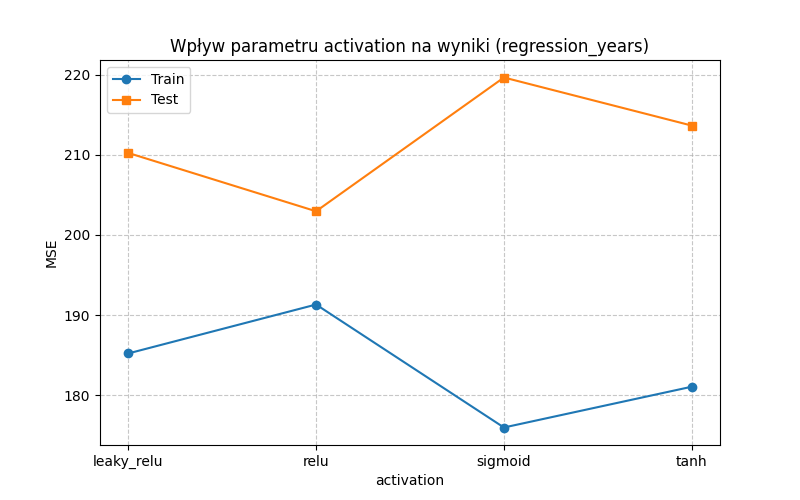 Wpływ parametru activation na wyniki (regression_years)
Train
Test
220
210
200
190
180
MSE
leaky_relu
relu
sigmoid
tanh
activation